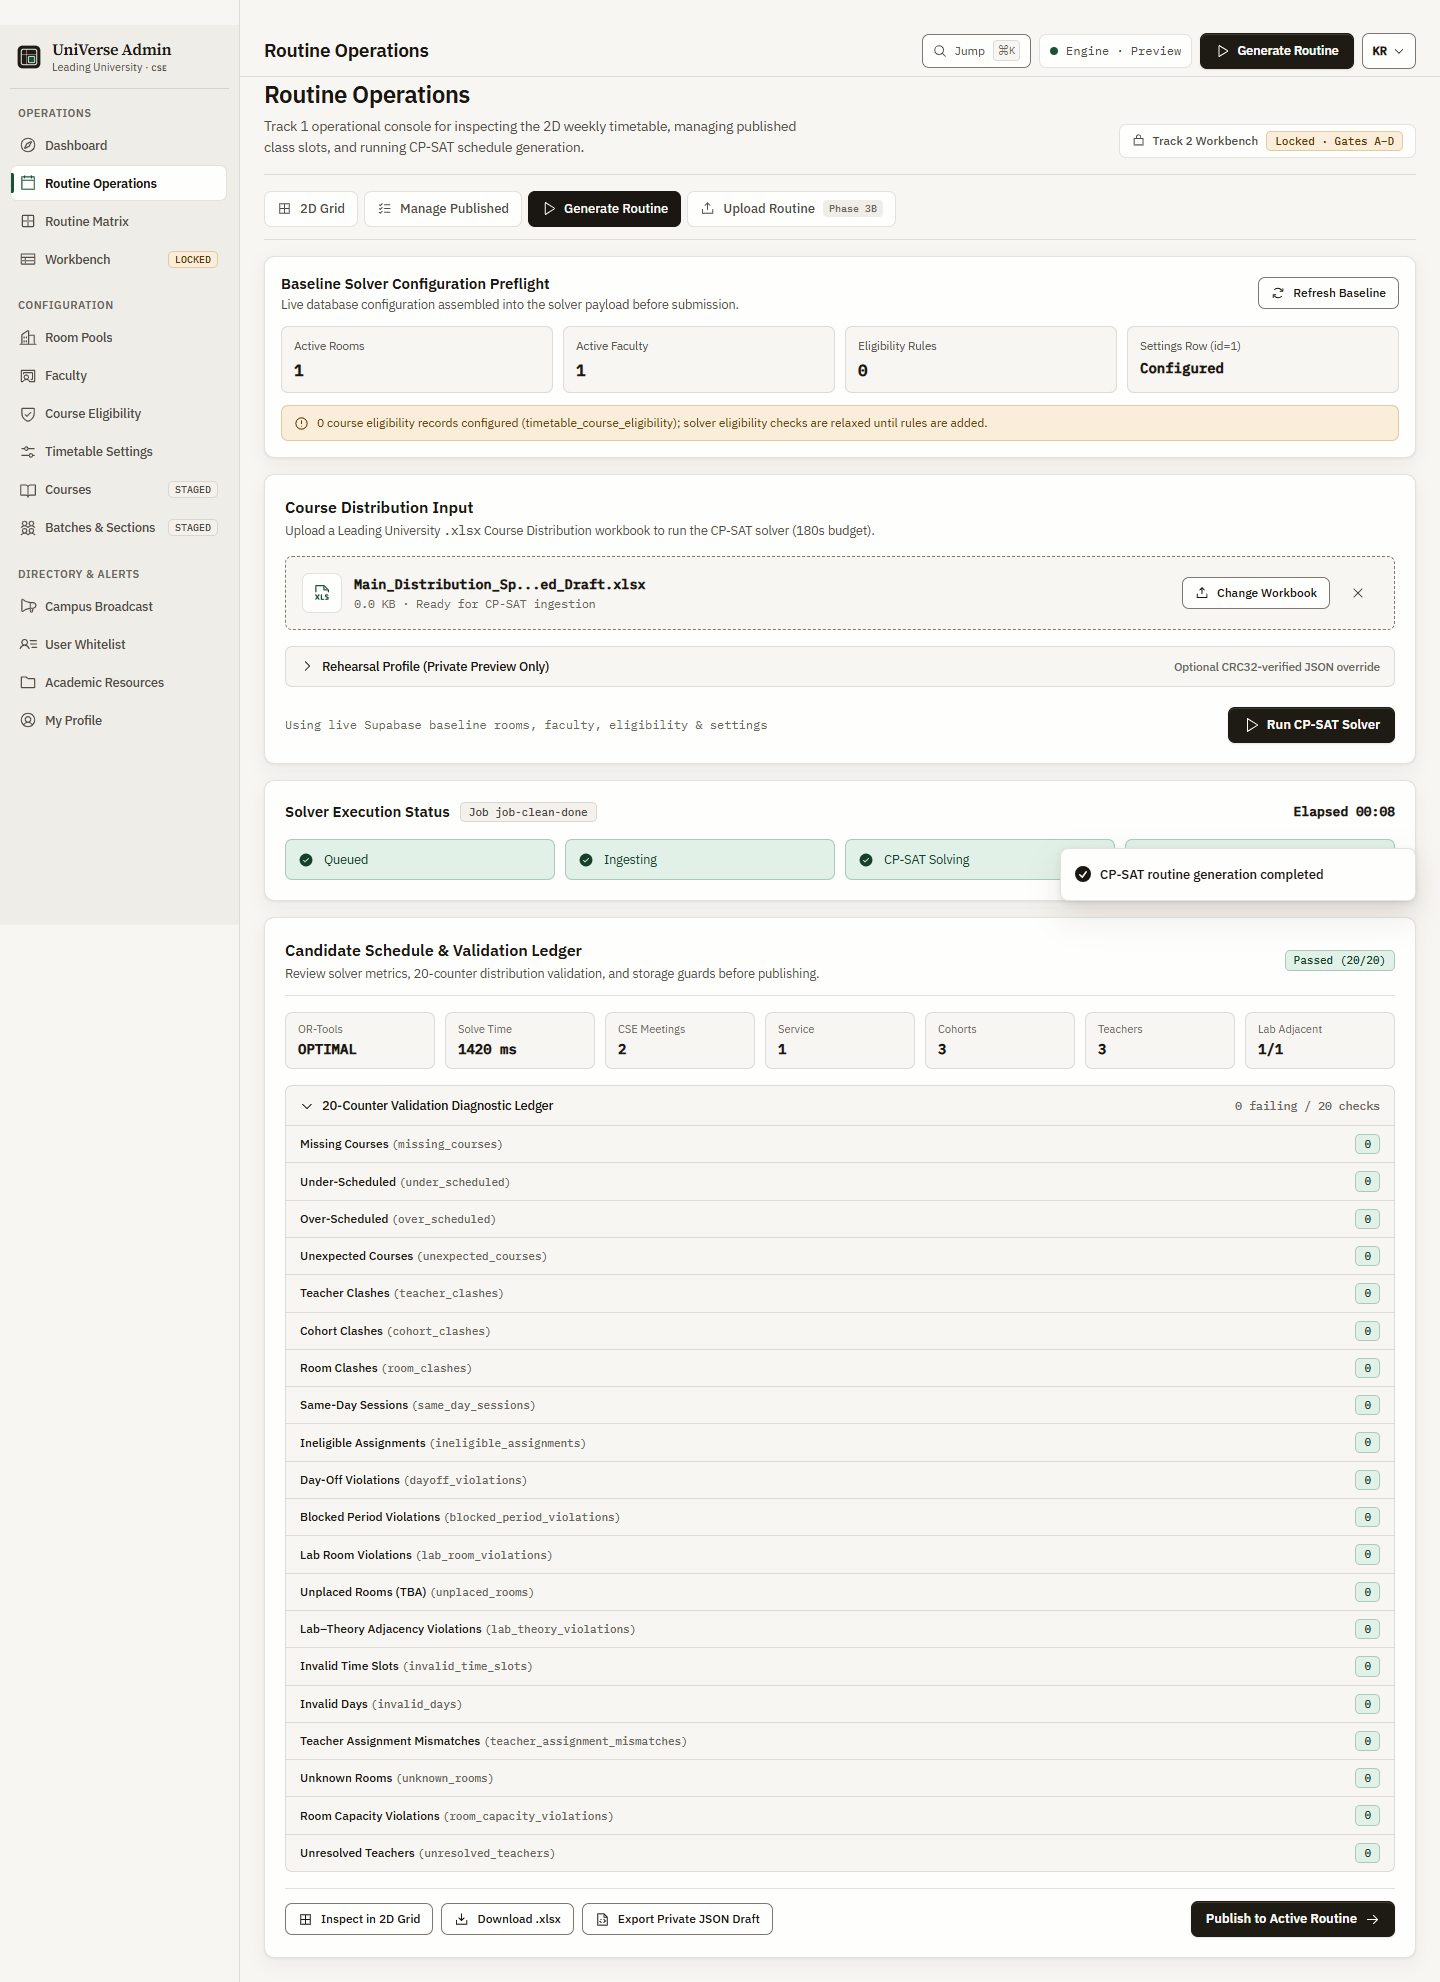 UniVerse Admin
Leading University · CSE
OPERATIONS
Dashboard
Routine Operations
Routine Matrix
Workbench LOCKED
CONFIGURATION
Room Pools
Faculty
Course Eligibility
Timetable Settings
Courses STAGED
Batches & Sections STAGED
DIRECTORY & ALERTS
Campus Broadcast
User Whitelist
Academic Resources
My Profile
Routine Operations
Jump ⌘K
Engine · Preview
Generate Routine
KR
Routine Operations
Track 1 operational console for inspecting the 2D weekly timetable, managing published
class slots, and running CP-SAT schedule generation.
Track 2 Workbench Locked · Gates A–D
2D Grid
Manage Published
Generate Routine
Upload Routine Phase 3B
Baseline Solver Configuration Preflight
Live database configuration assembled into the solver payload before submission.
Refresh Baseline
Active Rooms
1
Active Faculty
1
Eligibility Rules
0
Settings Row (id=1)
Configured
0 course eligibility records configured (timetable_course_eligibility); solver eligibility checks are relaxed until rules are added.
Course Distribution Input
Upload a Leading University .xlsx Course Distribution workbook to run the CP-SAT solver (180s budget).
XLS
Main_Distribution_Sp...ed_Draft.xlsx
0.0 KB · Ready for CP-SAT ingestion
Change Workbook
Rehearsal Profile (Private Preview Only)
Optional CRC32-verified JSON override
Using live Supabase baseline rooms, faculty, eligibility & settings
Run CP-SAT Solver
Solver Execution Status
Job job-clean-done
Elapsed 00:08
Queued
Ingesting
CP-SAT Solving
CP-SAT routine generation completed
Candidate Schedule & Validation Ledger
Review solver metrics, 20-counter distribution validation, and storage guards before publishing.
Passed (20/20)
OR-Tools
OPTIMAL
Solve Time
1420 ms
CSE Meetings
2
Service
1
Cohorts
3
Teachers
3
Lab Adjacent
1/1
20-Counter Validation Diagnostic Ledger
0 failing / 20 checks
Missing Courses (missing_courses) 0
Under-Scheduled (under_scheduled) 0
Over-Scheduled (over_scheduled) 0
Unexpected Courses (unexpected_courses) 0
Teacher Clashes (teacher_clashes) 0
Cohort Clashes (cohort_clashes) 0
Room Clashes (room_clashes) 0
Same-Day Sessions (same_day_sessions) 0
Ineligible Assignments (ineligible_assignments) 0
Day-Off Violations (dayoff_violations) 0
Blocked Period Violations (blocked_period_violations) 0
Lab Room Violations (lab_room_violations) 0
Unplaced Rooms (TBA) (unplaced_rooms) 0
Lab–Theory Adjacency Violations (lab_theory_violations) 0
Invalid Time Slots (invalid_time_slots) 0
Invalid Days (invalid_days) 0
Teacher Assignment Mismatches (teacher_assignment_mismatches) 0
Unknown Rooms (unknown_rooms) 0
Room Capacity Violations (room_capacity_violations) 0
Unresolved Teachers (unresolved_teachers) 0
Inspect in 2D Grid
Download .xlsx
Export Private JSON Draft
Publish to Active Routine